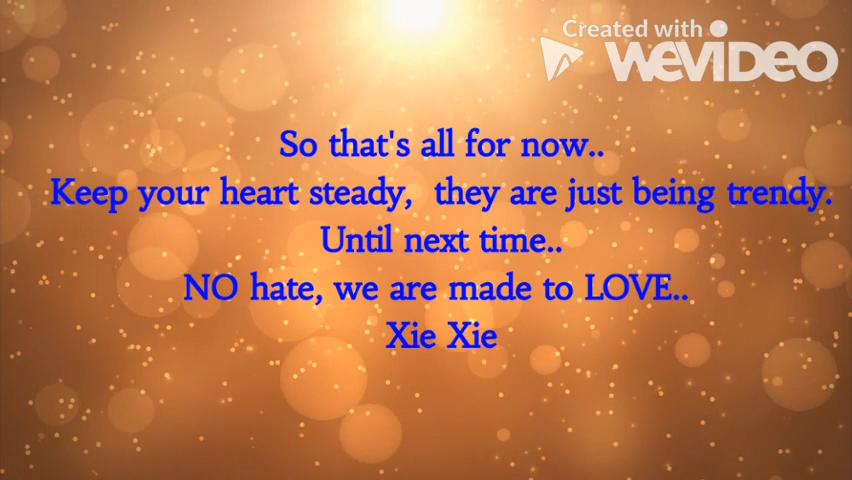 Created with
WEVIDEO
So that's all for now..
Keep your heart steady,  they are just being trendy.
Until next time..
NO hate, we are made to LOVE..
Xie Xie